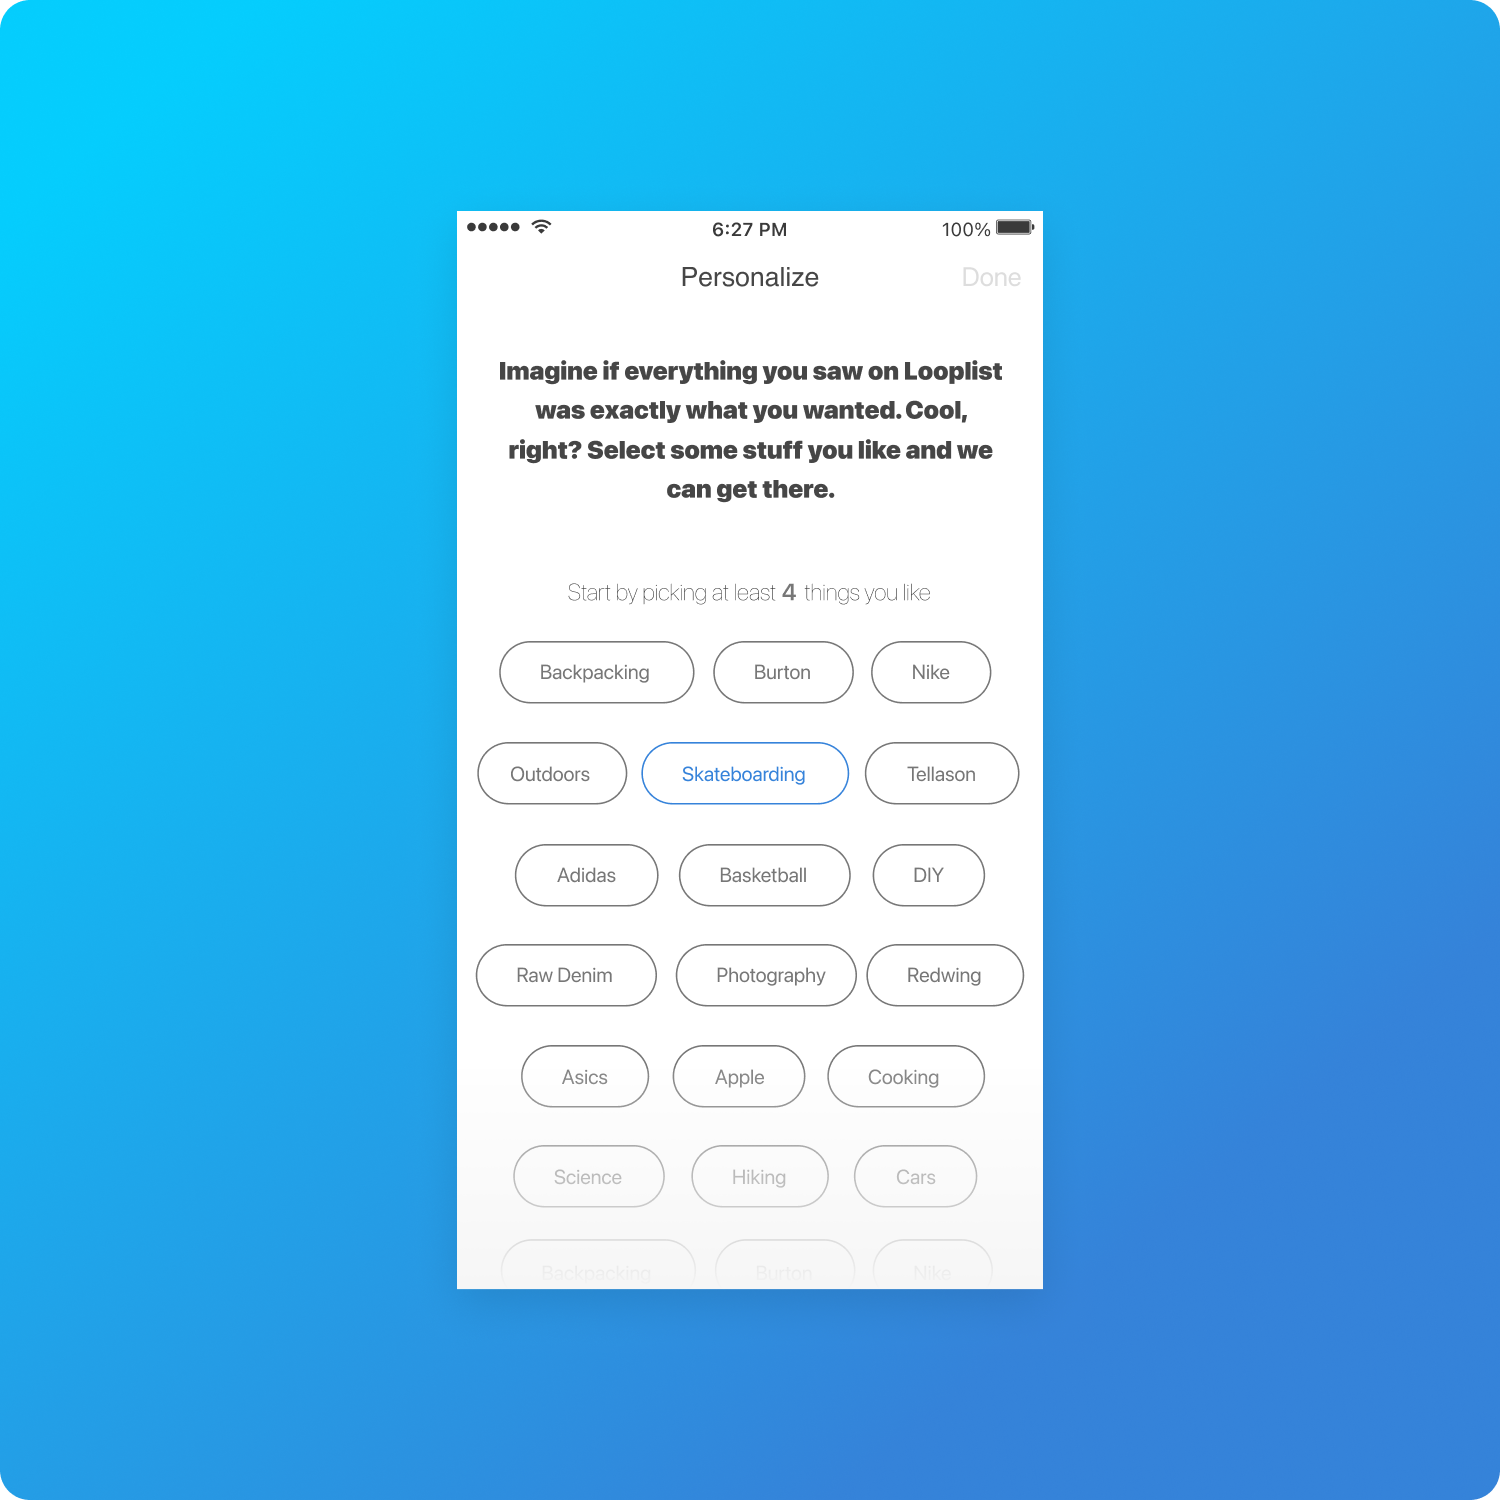 6:27 PM 100%
Personalize Done
Imagine if everything you saw on Looplist
was exactly what you wanted. Cool,
right? Select some stuff you like and we
can get there.
Start by picking at least 4 things you like
Backpacking Burton Nike
Outdoors Skateboarding Tellason
Adidas Basketball DIY
Raw Denim Photography Redwing
Asics Apple Cooking
Science Hiking Cars
Backpacking Burton Nike